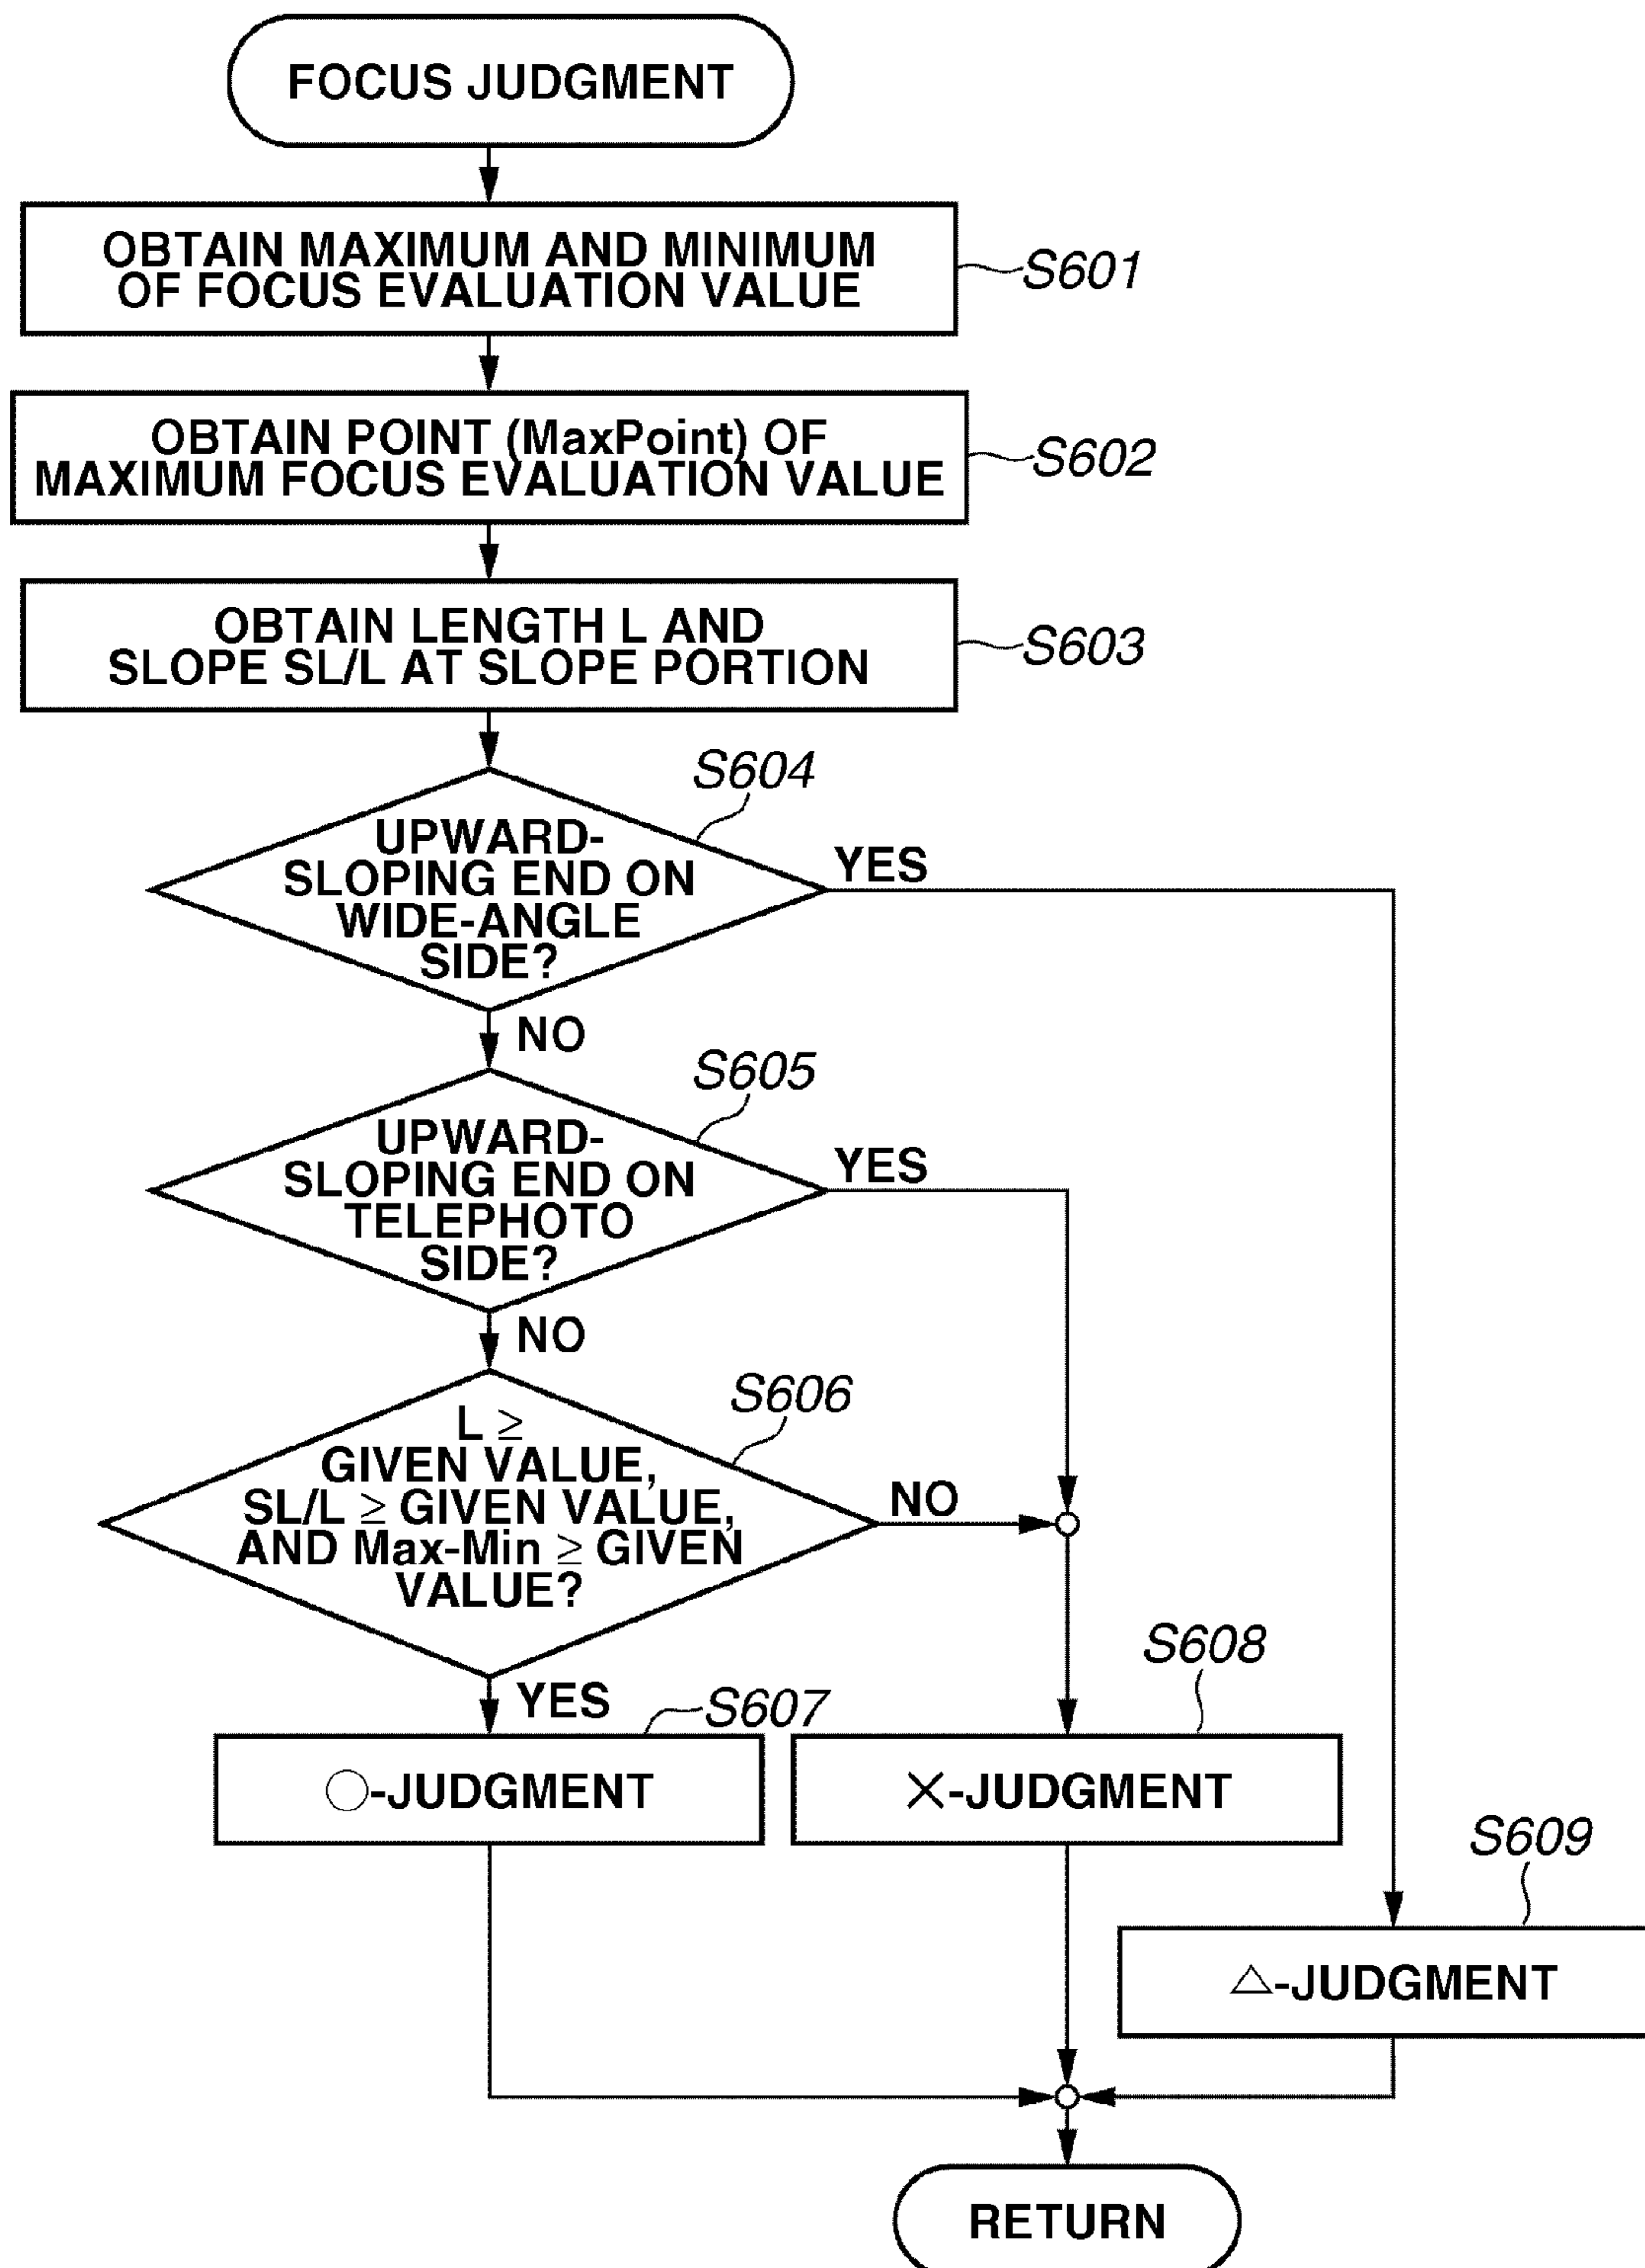 FOCUS JUDGMENT
OBTAIN MAXIMUM AND MINIMUM
OF FOCUS EVALUATION VALUE
S601
OBTAIN POINT (MaxPoint) OF
MAXIMUM FOCUS EVALUATION VALUE
S602
OBTAIN LENGTH L AND
SLOPE SL/L AT SLOPE PORTION
S603
S604
UPWARD-
SLOPING END ON
WIDE-ANGLE
SIDE?
YES
NO
S605
UPWARD-
SLOPING END ON
TELEPHOTO
SIDE?
YES
NO
S606
L ≧
GIVEN VALUE,
SL/L ≧ GIVEN VALUE,
AND Max-Min ≧ GIVEN
VALUE?
NO
YES
S607
○-JUDGMENT
S608
×-JUDGMENT
S609
△-JUDGMENT
RETURN